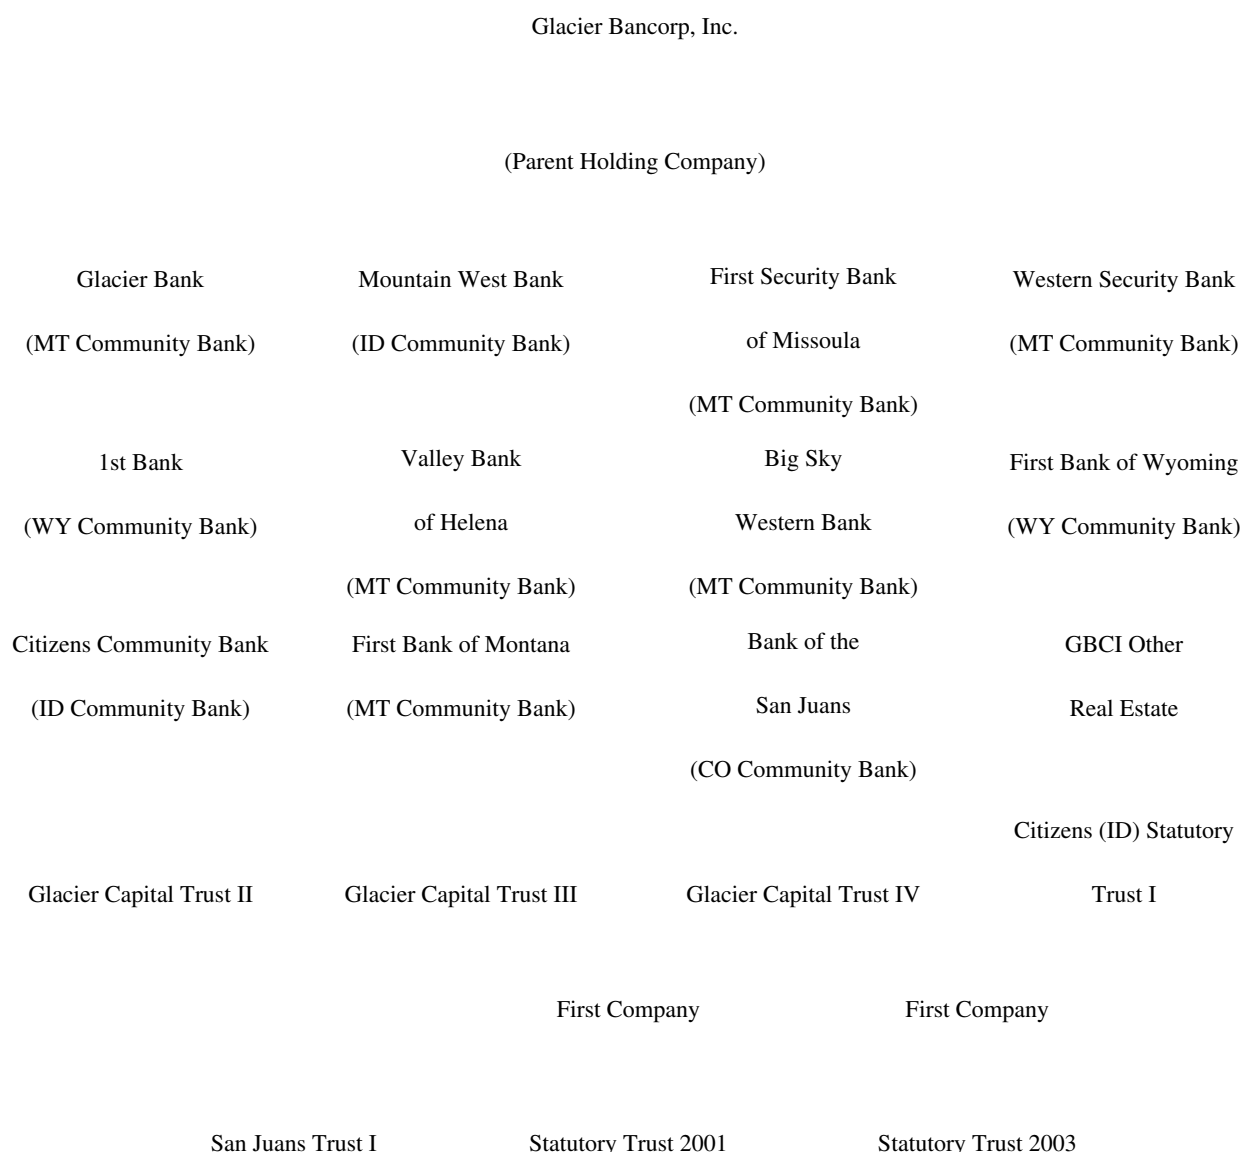 Glacier Bancorp, Inc.
(Parent Holding Company)
Glacier Bank
(MT Community Bank)
Mountain West Bank
(ID Community Bank)
First Security Bank
of Missoula
(MT Community Bank)
Western Security Bank
(MT Community Bank)
1st Bank
(WY Community Bank)
Valley Bank
of Helena
(MT Community Bank)
Big Sky
Western Bank
(MT Community Bank)
First Bank of Wyoming
(WY Community Bank)
Citizens Community Bank
(ID Community Bank)
First Bank of Montana
(MT Community Bank)
Bank of the
San Juans
(CO Community Bank)
GBCI Other
Real Estate
Glacier Capital Trust II
Glacier Capital Trust III
Glacier Capital Trust IV
Citizens (ID) Statutory
Trust I
San Juans Trust I
First Company
Statutory Trust 2001
First Company
Statutory Trust 2003